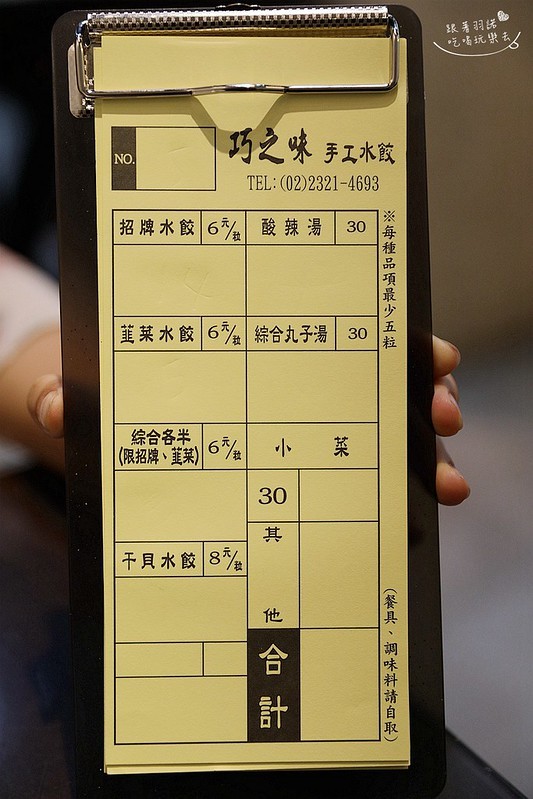 跟著羽諾
吃喝玩樂去
NO.
巧之味 手工水餃
TEL:(02)2321-4693
招牌水餃 6元/粒 酸辣湯 30
韮菜水餃 6元/粒 綜合丸子湯 30
綜合各半
(限招牌、韮菜) 6元/粒 小菜
30
其他
干貝水餃 8元/粒
合計
※每種品項最少五粒
(餐具、調味料請自取)